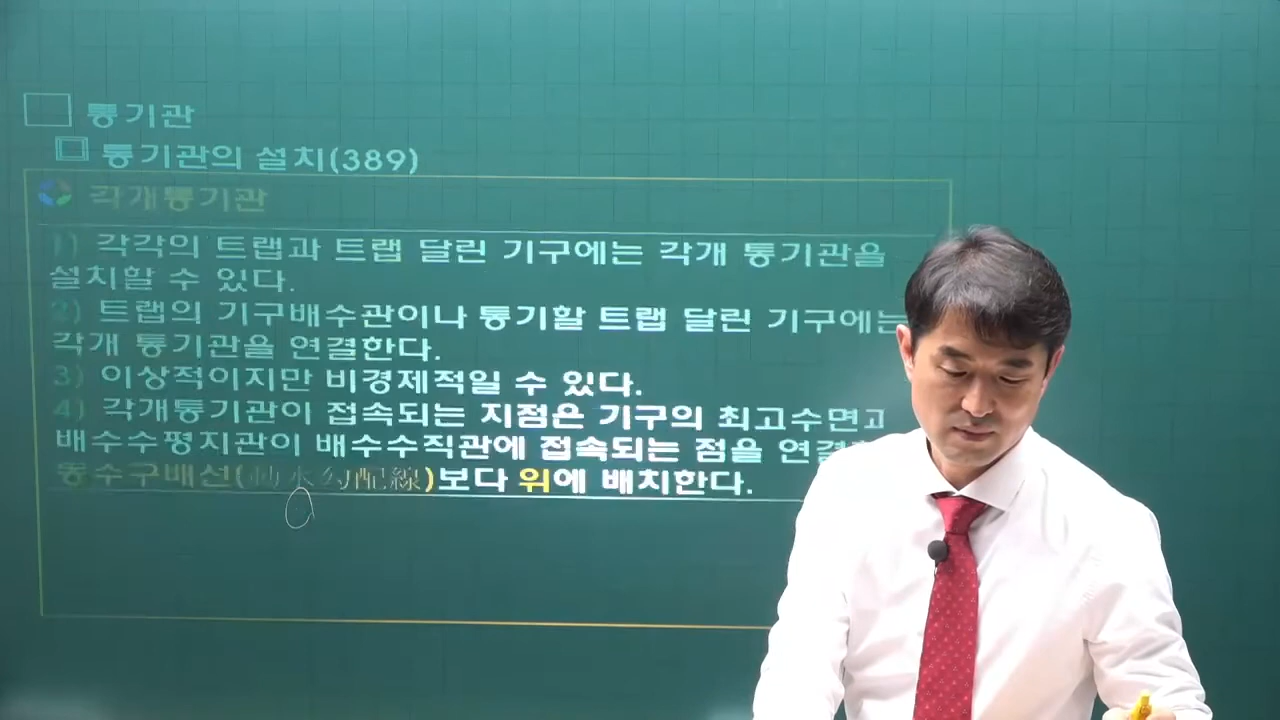 통기관
통기관의 설치(389)
각개통기관
1) 각각의 트랩과 트랩 달린 기구에는 각개 통기관을
설치할 수 있다.
2) 트랩의 기구배수관이나 통기할 트랩 달린 기구에는
각개 통기관을 연결한다.
3) 이상적이지만 비경제적일 수 있다.
4) 각개통기관이 접속되는 지점은 기구의 최고수면과
배수수평지관이 배수수직관에 접속되는 점을 연결
동수구배선(動水勾配線)보다 위에 배치한다.